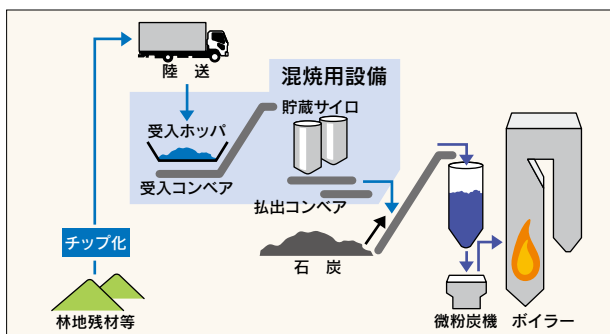 陸 送
混焼用設備
貯蔵サイロ
受入ホッパ
受入コンベア
払出コンベア
チップ化
石 炭
林地残材等
微粉炭機
ボイラー